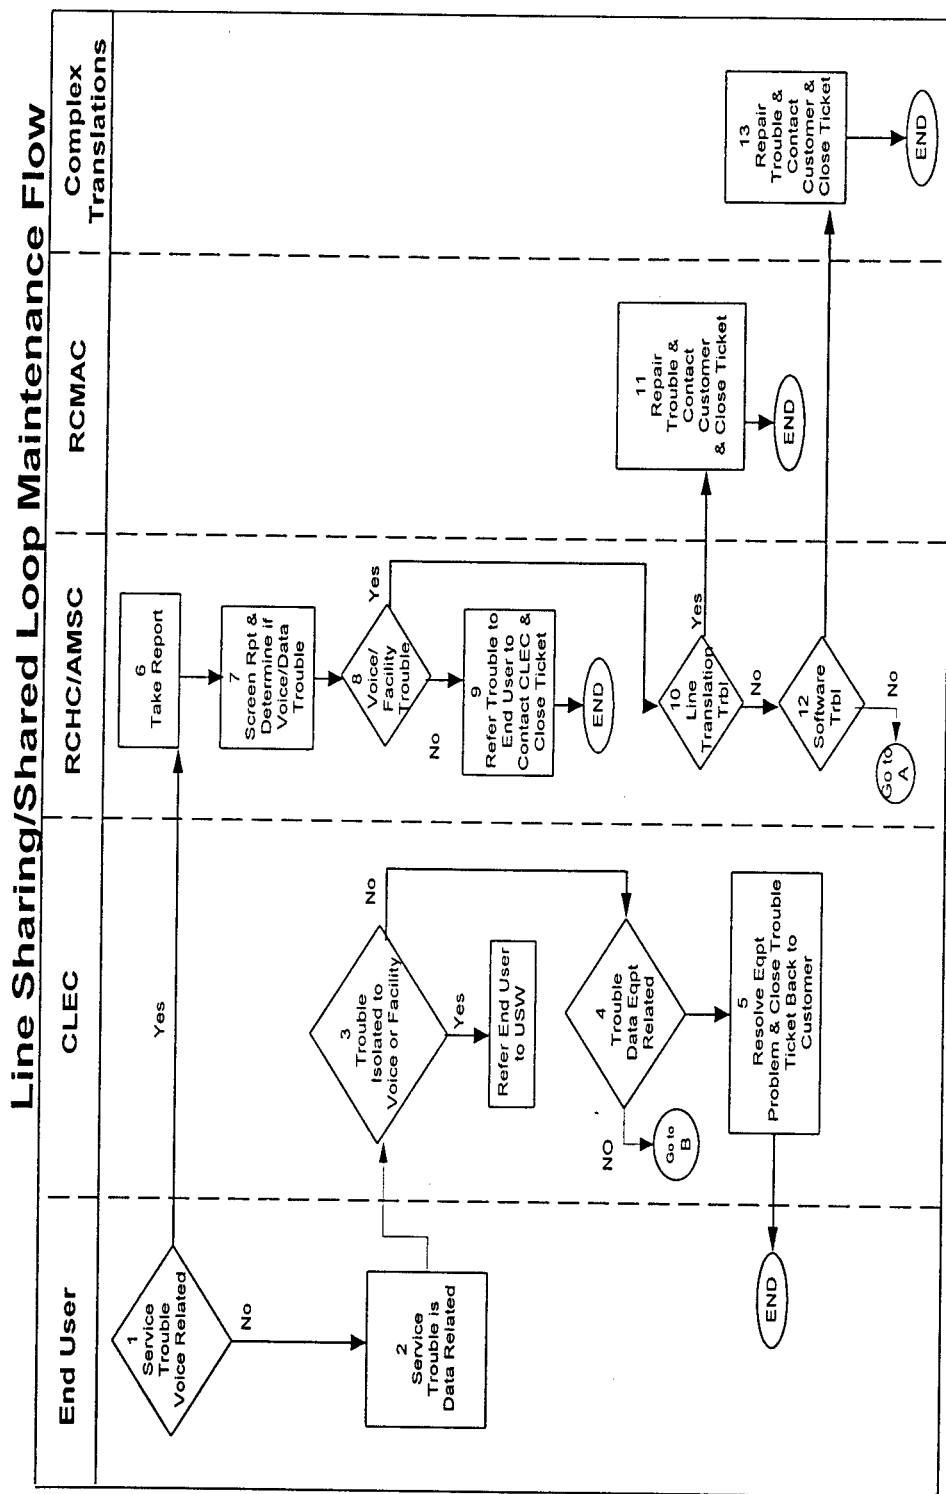 Line Sharing/Shared Loop Maintenance Flow
End User
CLEC
RCHC/AMSC
RCMAC
Complex
Translations
1
Service
Trouble
Voice Related
Yes
No
2
Service
Trouble is
Data Related
3
Trouble
Isolated to
Voice or Facility
No
Yes
Refer End User
to USW
4
Trouble
Data Eqpt
Related
NO
Go to
B
5
Resolve Eqpt
Problem & Close Trouble
Ticket Back to
Customer
END
6
Take Report
7
Screen Rpt &
Determine if
Voice/Data
Trouble
8
Voice/
Facility
Trouble
Yes
No
9
Refer Trouble to
End User to
Contact CLEC &
Close Ticket
END
10
Line
Translation
Trbl
Yes
No
11
Repair
Trouble &
Contact
Customer
& Close Ticket
END
12
Software
Trbl
No
Go to
A
13
Repair
Trouble &
Contact
Customer &
Close Ticket
END